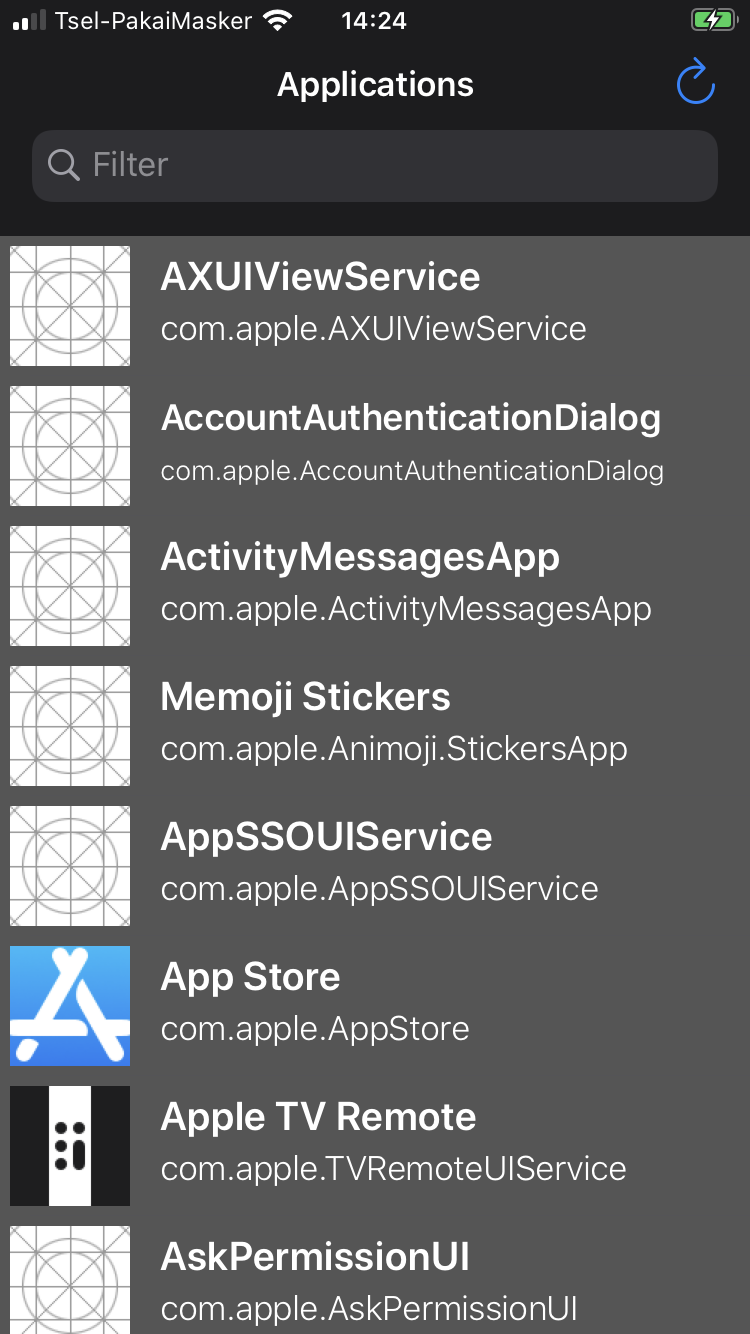 Tsel-PakaiMasker 14:24
Applications
Filter
AXUIViewService
com.apple.AXUIViewService
AccountAuthenticationDialog
com.apple.AccountAuthenticationDialog
ActivityMessagesApp
com.apple.ActivityMessagesApp
Memoji Stickers
com.apple.Animoji.StickersApp
AppSSOUIService
com.apple.AppSSOUIService
App Store
com.apple.AppStore
Apple TV Remote
com.apple.TVRemoteUIService
AskPermissionUI
com.apple.AskPermissionUI